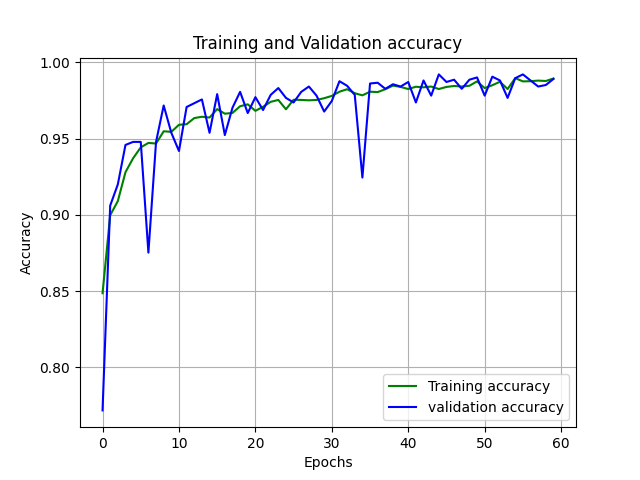 Training and Validation accuracy
1.00
0.95
0.90
0.85
0.80
Accuracy
Training accuracy
validation accuracy
0 10 20 30 40 50 60
Epochs